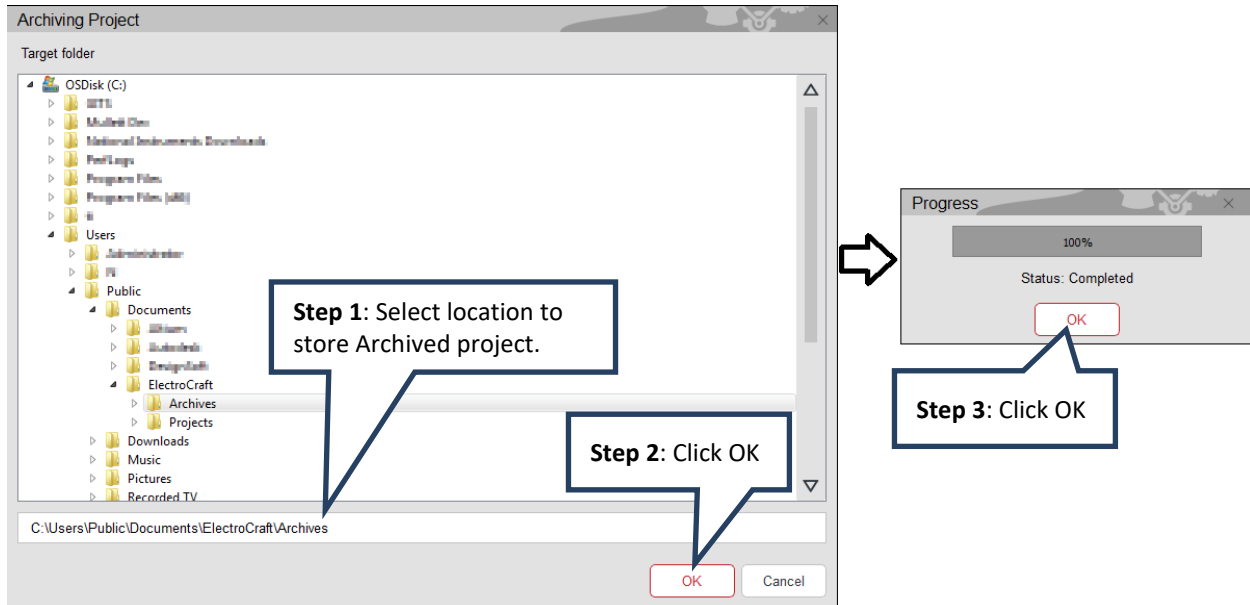 Archiving Project
Target folder
OSDisk (C:)
Users
Public
Documents
ElectroCraft
Archives
Projects
Downloads
Music
Pictures
Recorded TV
C:\Users\Public\Documents\ElectroCraft\Archives
OK
Cancel
Step 1: Select location to
store Archived project.
Step 2: Click OK
Progress
100%
Status: Completed
OK
Step 3: Click OK